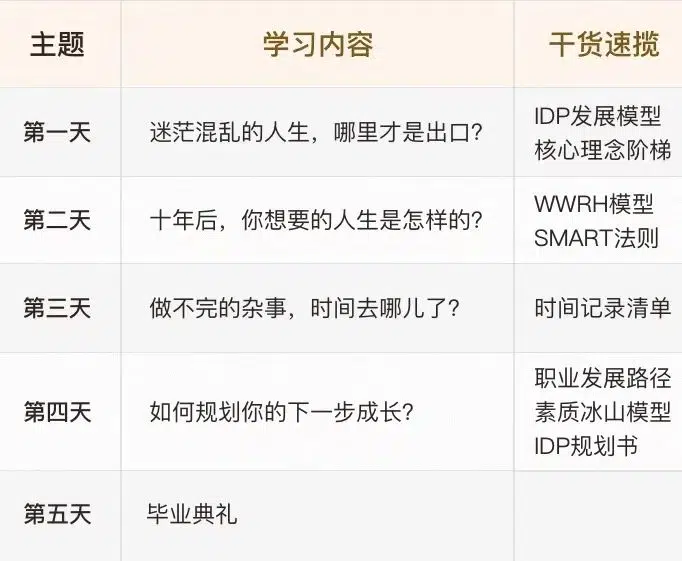 主题 学习内容 干货速揽
第一天 迷茫混乱的人生，哪里才是出口？ IDP发展模型
核心理念阶梯
第二天 十年后，你想要的人生是怎样的？ WWRH模型
SMART法则
第三天 做不完的杂事，时间去哪儿了？ 时间记录清单
第四天 如何规划你的下一步成长？ 职业发展路径
素质冰山模型
IDP规划书
第五天 毕业典礼